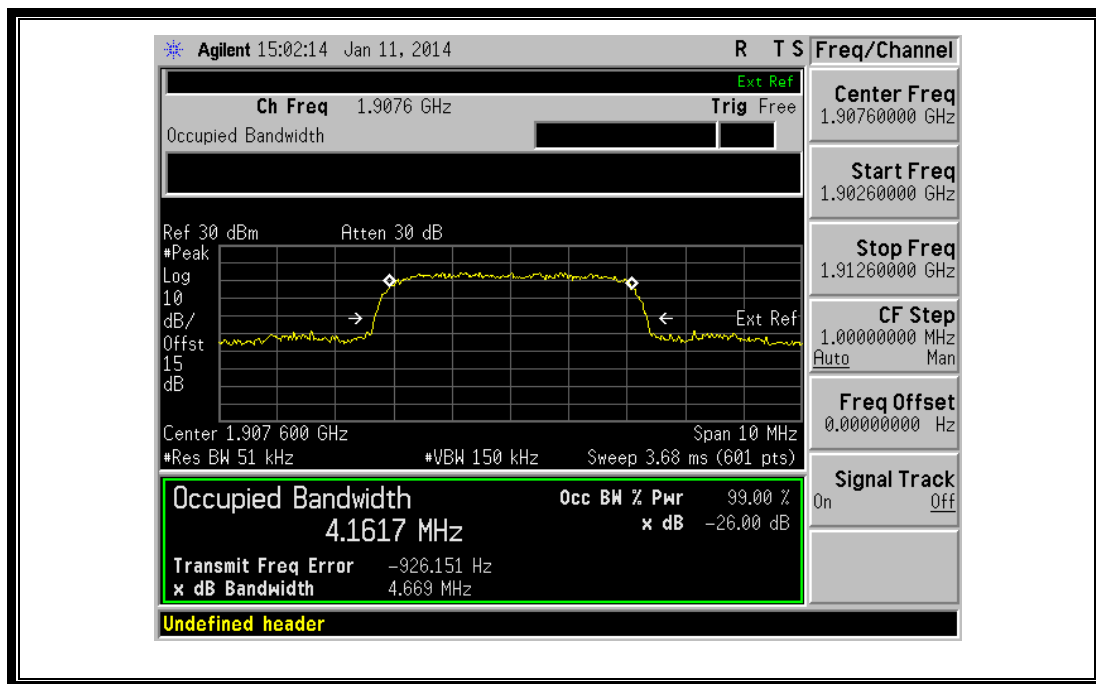 Agilent 15:02:14 Jan 11, 2014 R T S
Freq/Channel
Ext Ref
Ch Freq 1.9076 GHz Trig Free
Occupied Bandwidth
Center Freq
1.90760000 GHz
Start Freq
1.90260000 GHz
Stop Freq
1.91260000 GHz
CF Step
1.00000000 MHz
Auto Man
Freq Offset
0.00000000 Hz
Signal Track
On Off
Ref 30 dBm Atten 30 dB
#Peak
Log
10
dB/
Offst
15
dB
Ext Ref
Center 1.907 600 GHz Span 10 MHz
#Res BW 51 kHz #VBW 150 kHz Sweep 3.68 ms (601 pts)
Occupied Bandwidth Occ BW % Pwr 99.00 %
4.1617 MHz x dB -26.00 dB
Transmit Freq Error -926.151 Hz
x dB Bandwidth 4.669 MHz
Undefined header